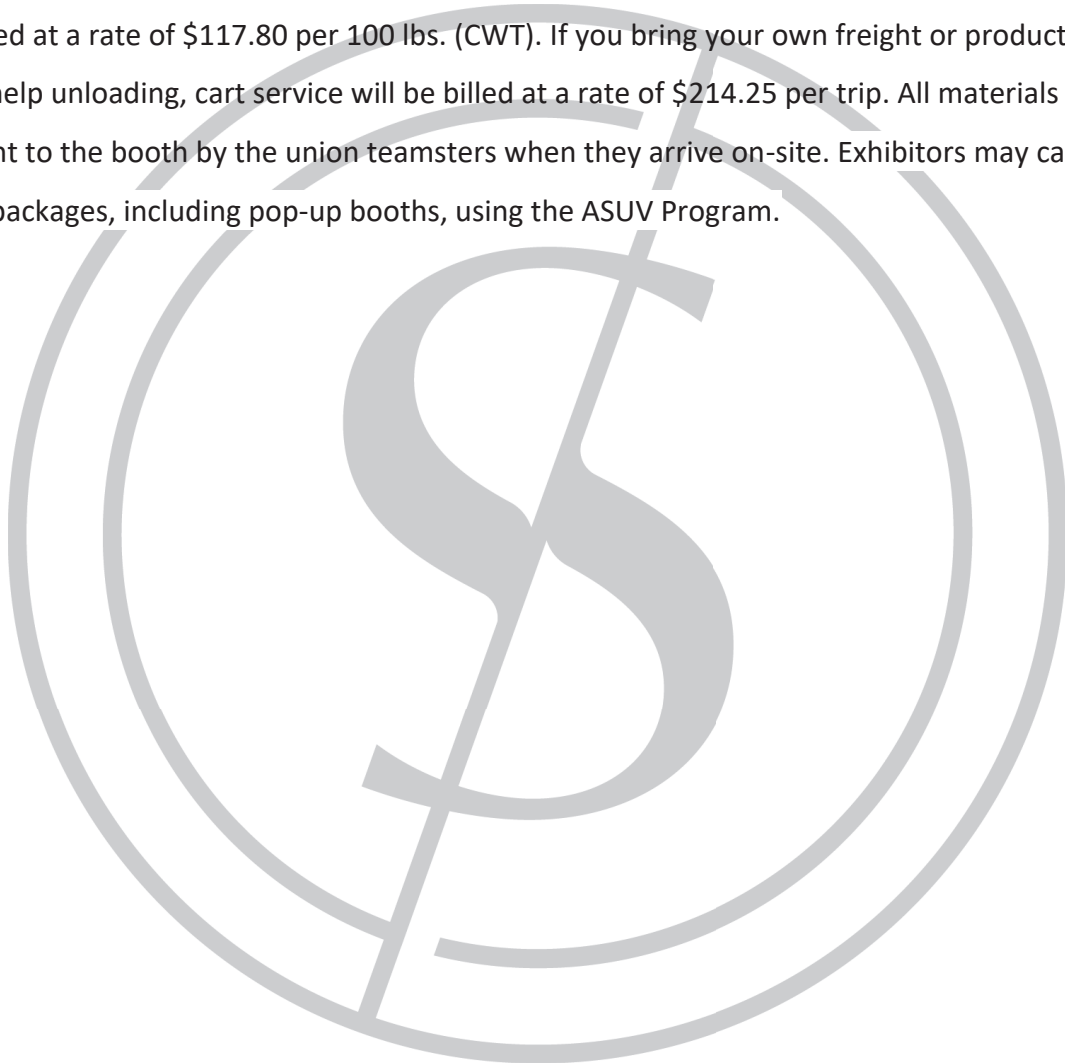 ed at a rate of $117.80 per 100 lbs. (CWT). If you bring your own freight or product
help unloading, cart service will be billed at a rate of $214.25 per trip. All materials
nt to the booth by the union teamsters when they arrive on-site. Exhibitors may ca
packages, including pop-up booths, using the ASUV Program.